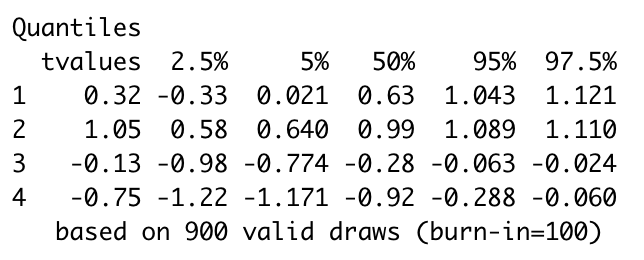 Quantiles
  tvalues  2.5%     5%   50%    95%  97.5%
1    0.32 -0.33  0.021  0.63  1.043  1.121
2    1.05  0.58  0.640  0.99  1.089  1.110
3   -0.13 -0.98 -0.774 -0.28 -0.063 -0.024
4   -0.75 -1.22 -1.171 -0.92 -0.288 -0.060
   based on 900 valid draws (burn-in=100)